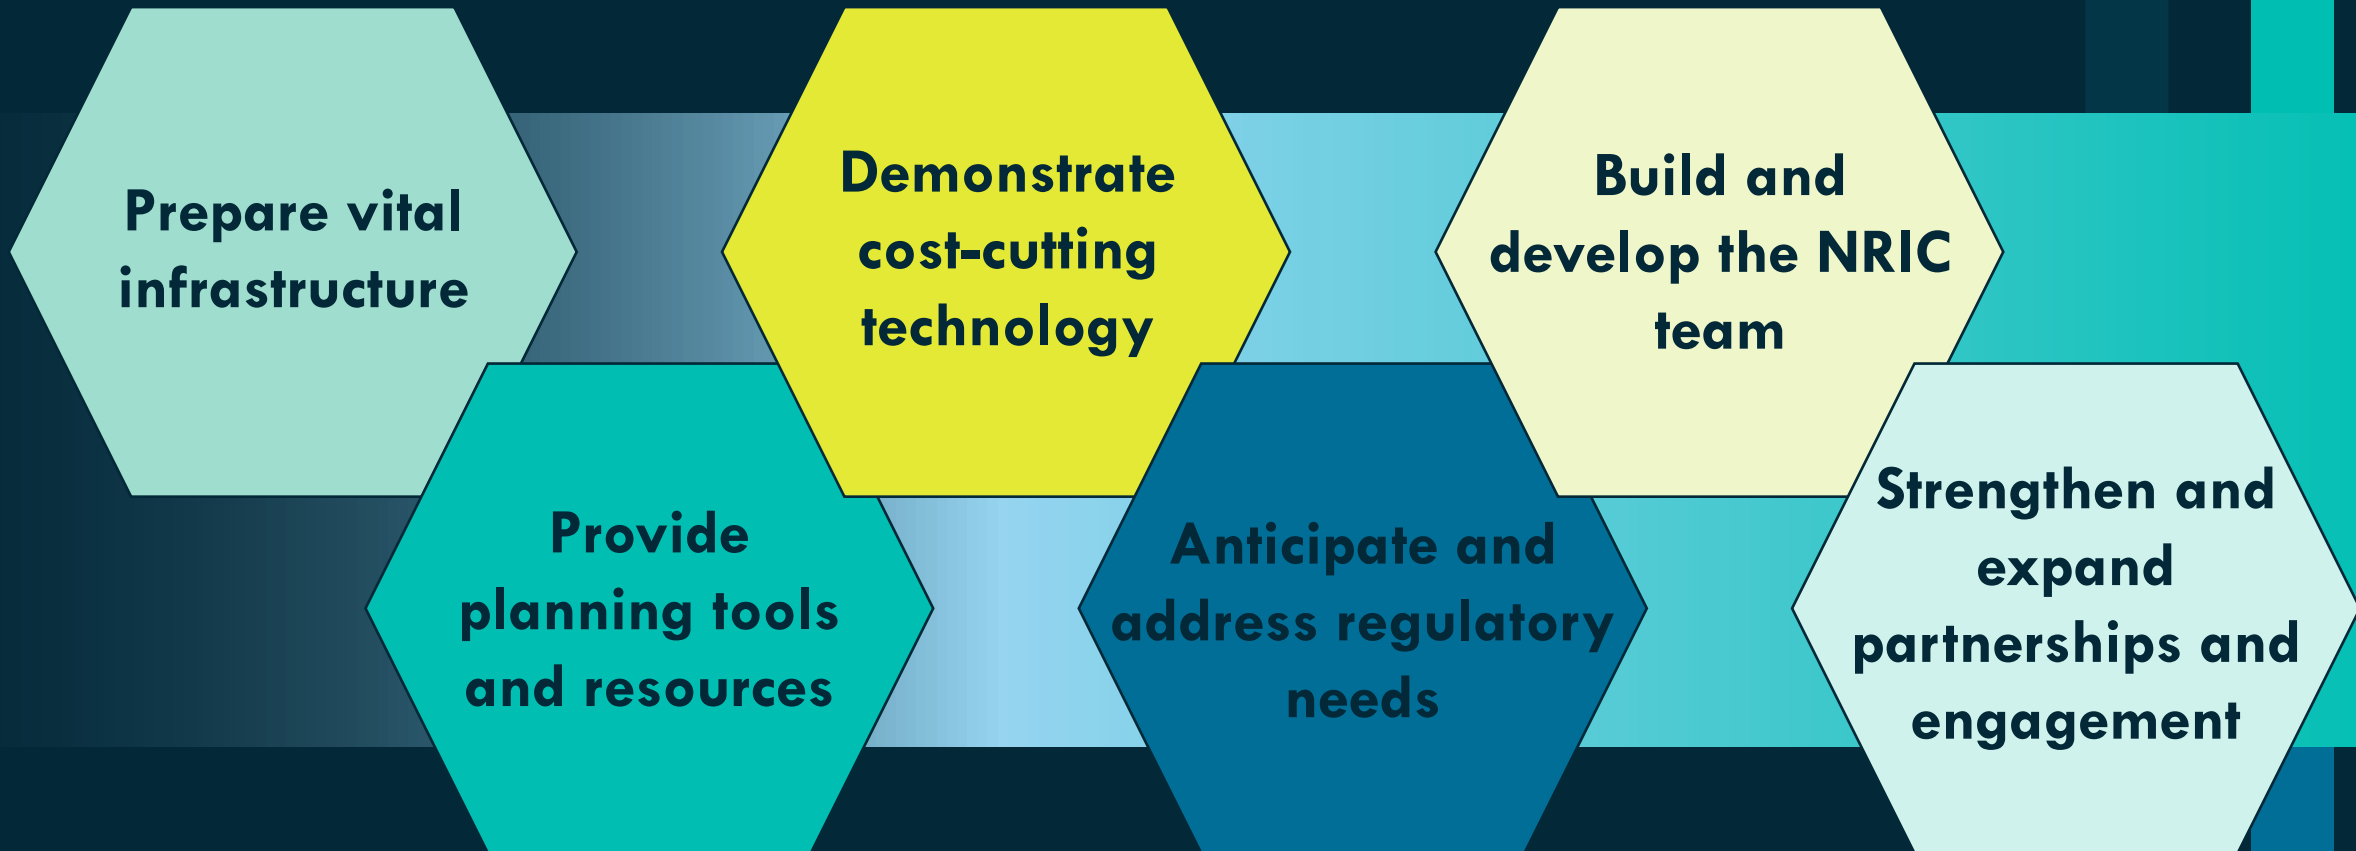 Prepare vital
infrastructure
Provide
planning tools
and resources
Demonstrate
cost-cutting
technology
Anticipate and
address regulatory
needs
Build and
develop the NRIC
team
Strengthen and
expand
partnerships and
engagement